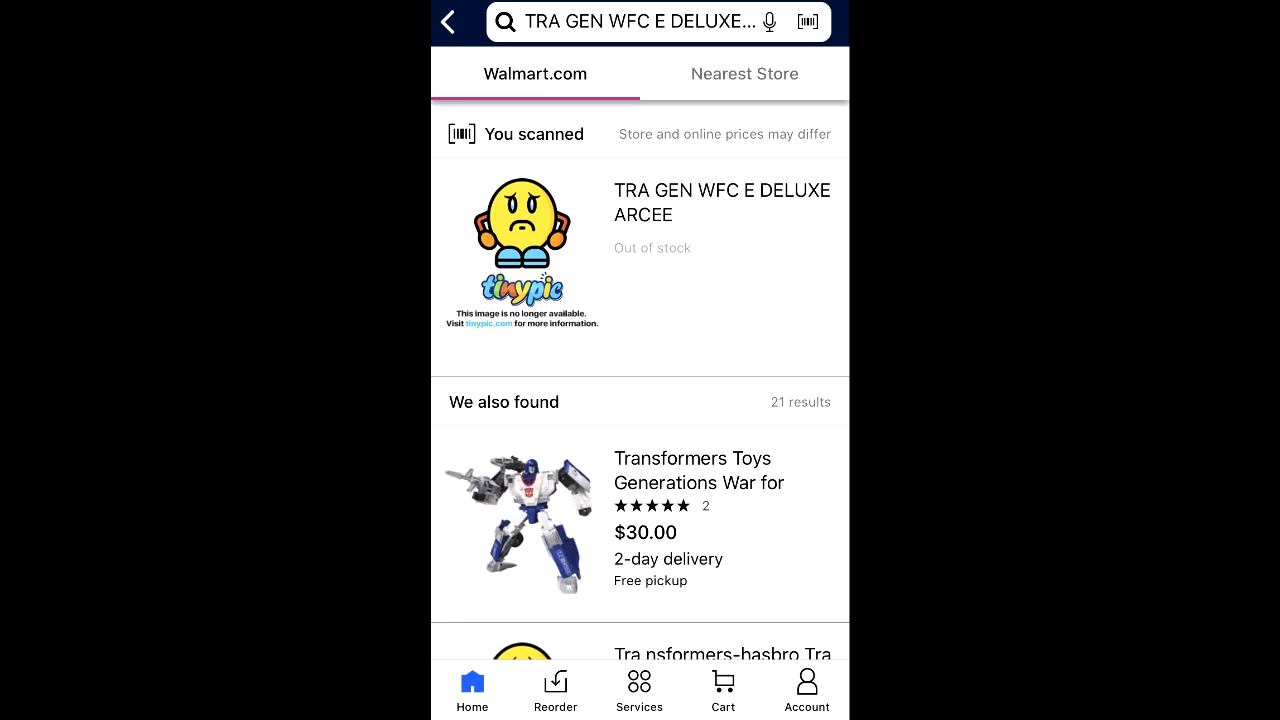 TRA GEN WFC E DELUXE...
Walmart.com
Nearest Store
You scanned
Store and online prices may differ
TRA GEN WFC E DELUXE
ARCEE
Out of stock
tinypic
This image is no longer available.
Visit tinypic.com for more information.
We also found
21 results
Transformers Toys
Generations War for
2
$30.00
2-day delivery
Free pickup
Tra nsformers-hasbro Tra
Home
Reorder
Services
Cart
Account